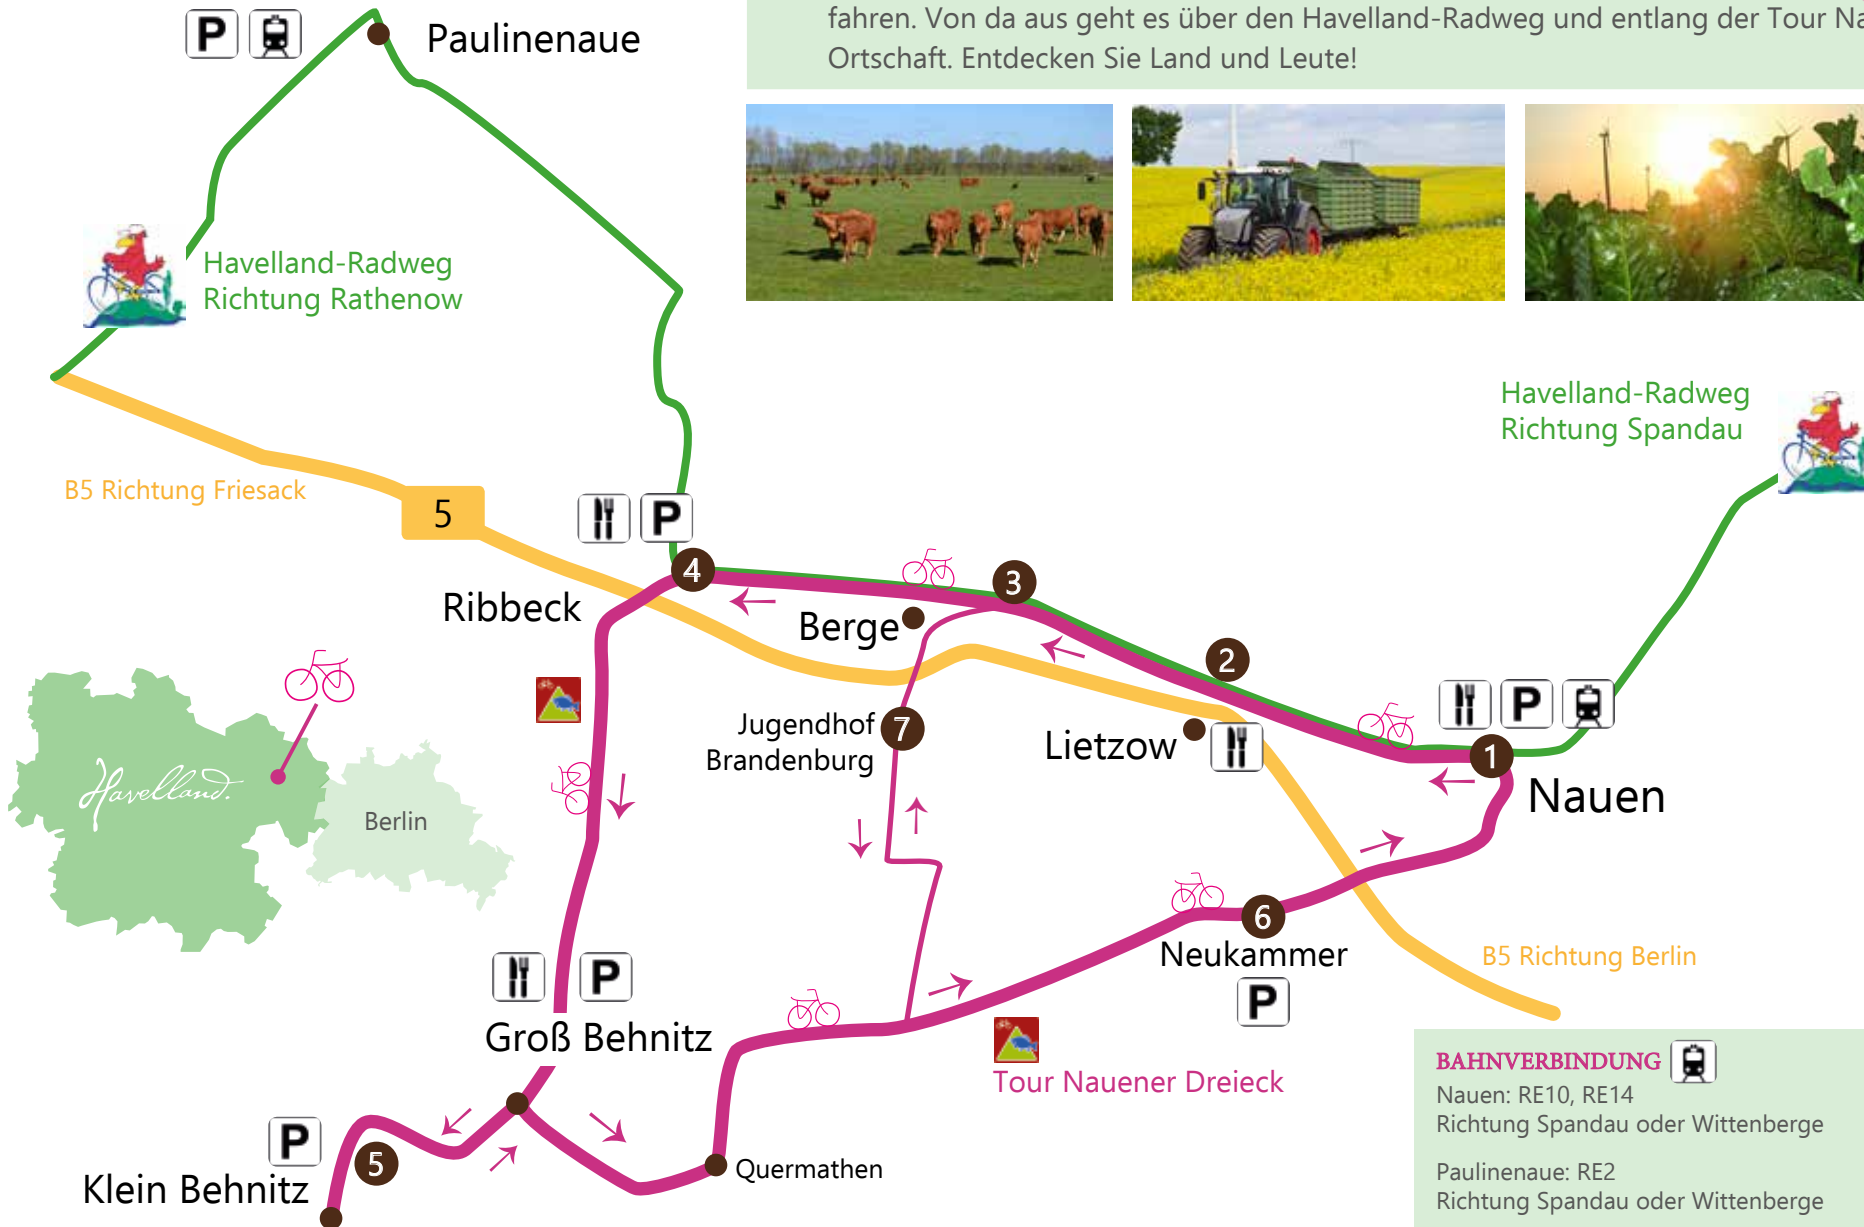 fahren. Von da aus geht es über den Havelland-Radweg und entlang der Tour Na
Ortschaft. Entdecken Sie Land und Leute!
P
Paulinenaue
Havelland-Radweg
Richtung Rathenow
Havelland-Radweg
Richtung Spandau
B5 Richtung Friesack
5
P
4
3
Ribbeck
Berge
2
P
Jugendhof
Brandenburg
7
Lietzow
1
Nauen
Havelland.
Berlin
6
Neukammer
P
B5 Richtung Berlin
P
Groß Behnitz
Tour Nauener Dreieck
P
5
Klein Behnitz
Quermathen
BAHNVERBINDUNG
Nauen: RE10, RE14
Richtung Spandau oder Wittenberge
Paulinenaue: RE2
Richtung Spandau oder Wittenberge